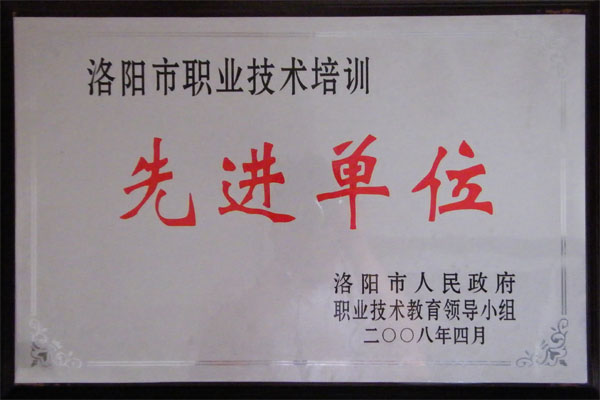 洛阳市职业技术培训
先进单位
洛阳市人民政府
职业技术教育领导小组
二〇〇八年四月